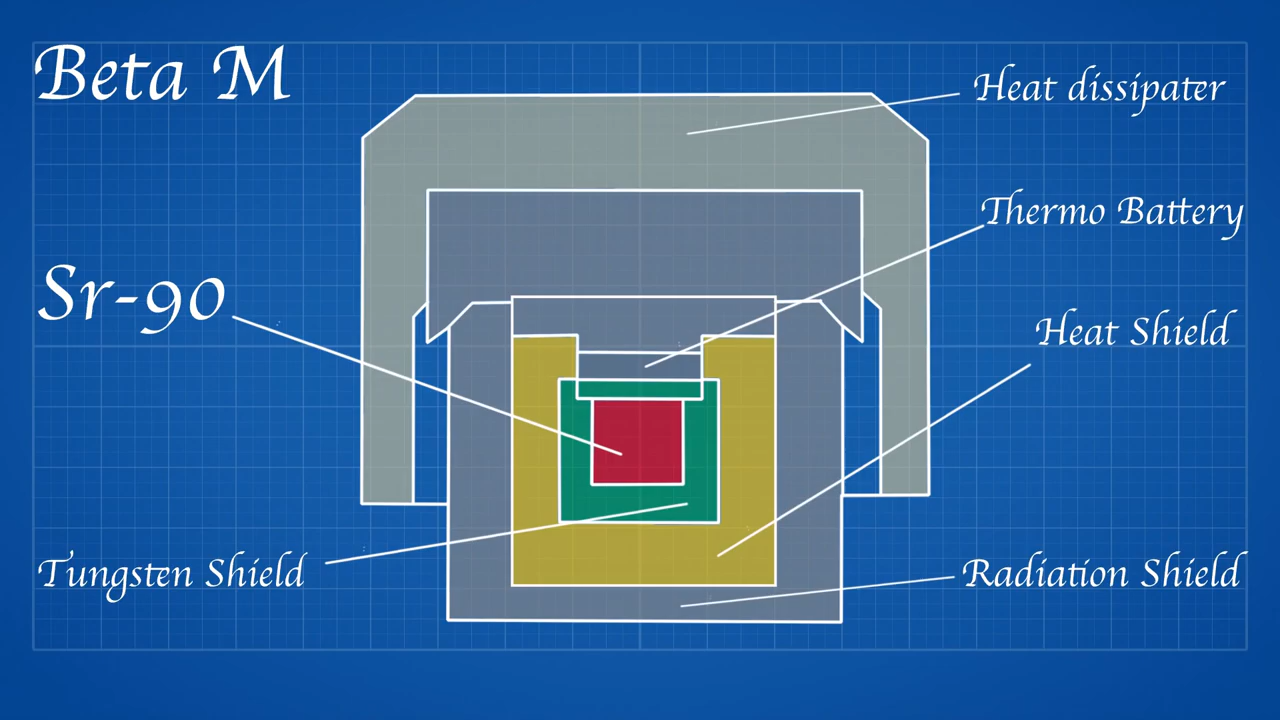 Beta M
Heat dissipater
Thermo Battery
Sr-90
Heat Shield
Tungsten Shield
Radiation Shield